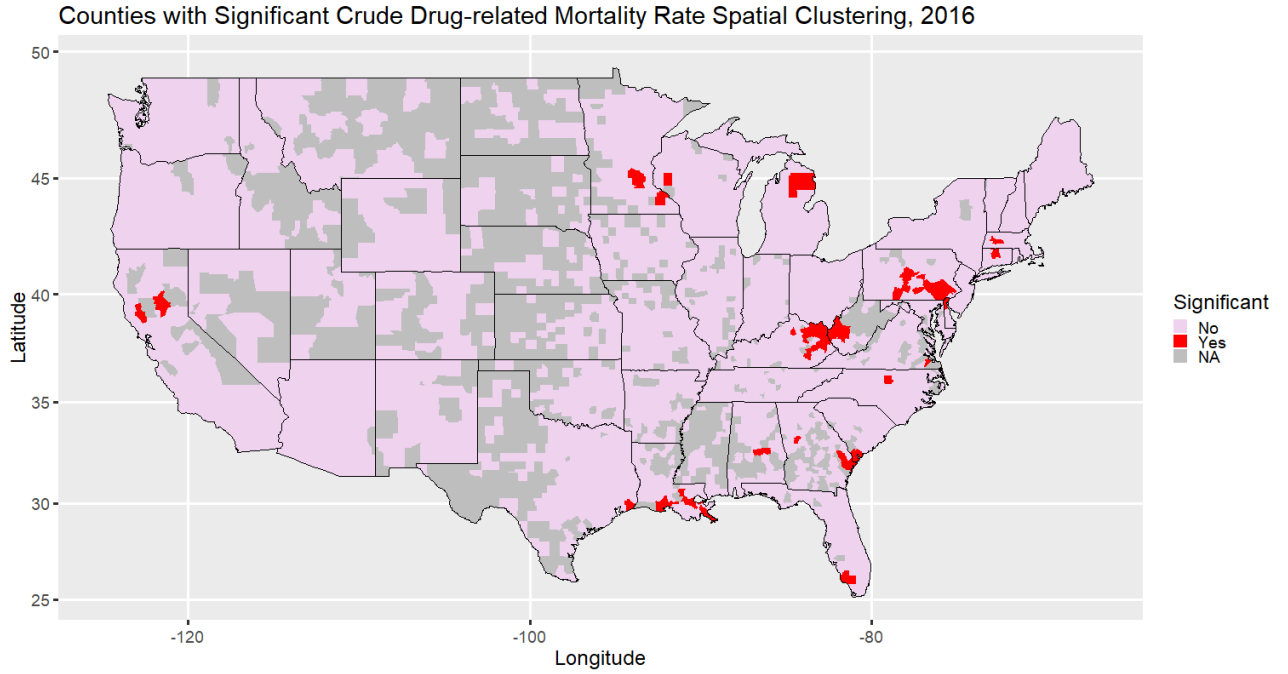 Counties with Significant Crude Drug-related Mortality Rate Spatial Clustering, 2016
50
45
40
35
30
25
Latitude
-120
-100
-80
Longitude
Significant
No
Yes
NA